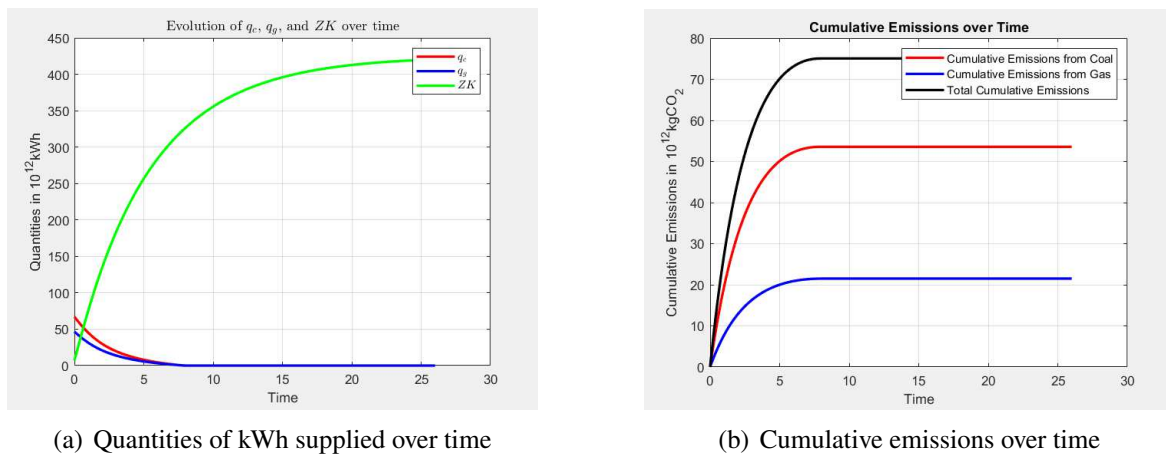 Evolution of q_c, q_g, and ZK over time
450
400
350
300
250
200
150
100
50
0
Quantities in 10^12 kWh
q_c
q_g
ZK
0 5 10 15 20 25 30
Time
(a) Quantities of kWh supplied over time
Cumulative Emissions over Time
80
70
60
50
40
30
20
10
0
Cumulative Emissions in 10^12 kgCO_2
Cumulative Emissions from Coal
Cumulative Emissions from Gas
Total Cumulative Emissions
0 5 10 15 20 25 30
Time
(b) Cumulative emissions over time